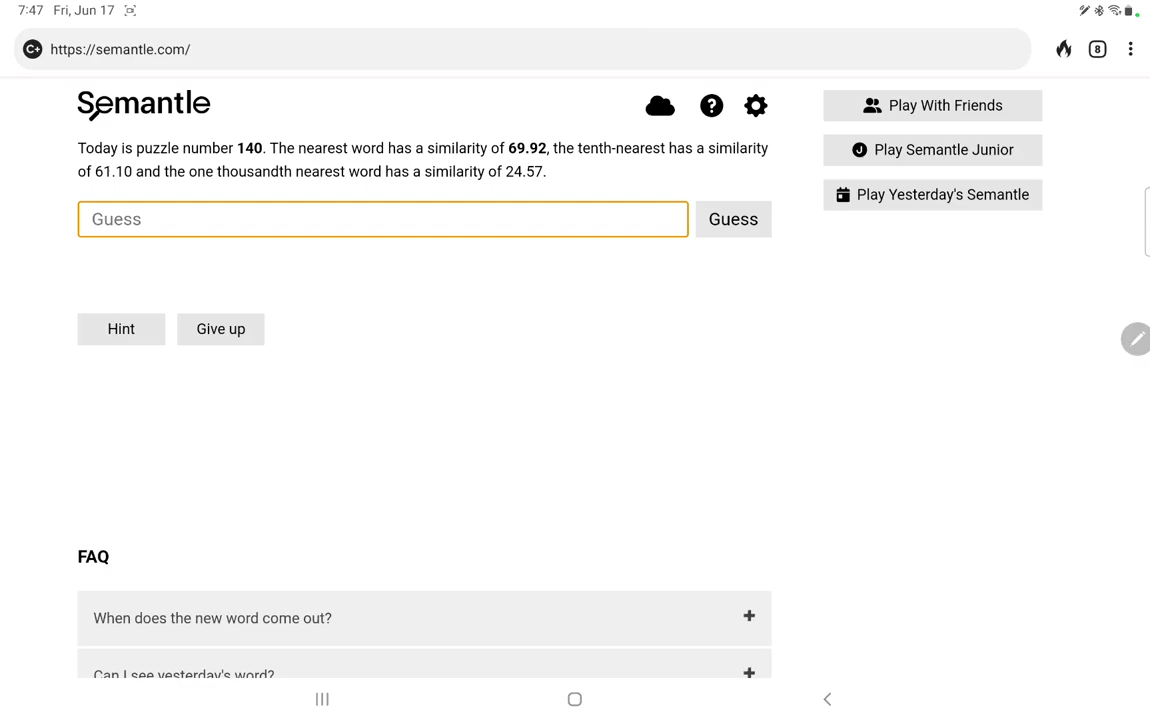 7:47 Fri, Jun 17
C+ https://semantle.com/
8
Semantle
?
Today is puzzle number 140. The nearest word has a similarity of 69.92, the tenth-nearest has a similarity
of 61.10 and the one thousandth nearest word has a similarity of 24.57.
Guess Guess
Hint Give up
Play With Friends
J Play Semantle Junior
Play Yesterday's Semantle
FAQ
When does the new word come out? +
Can I see yesterday's word? +